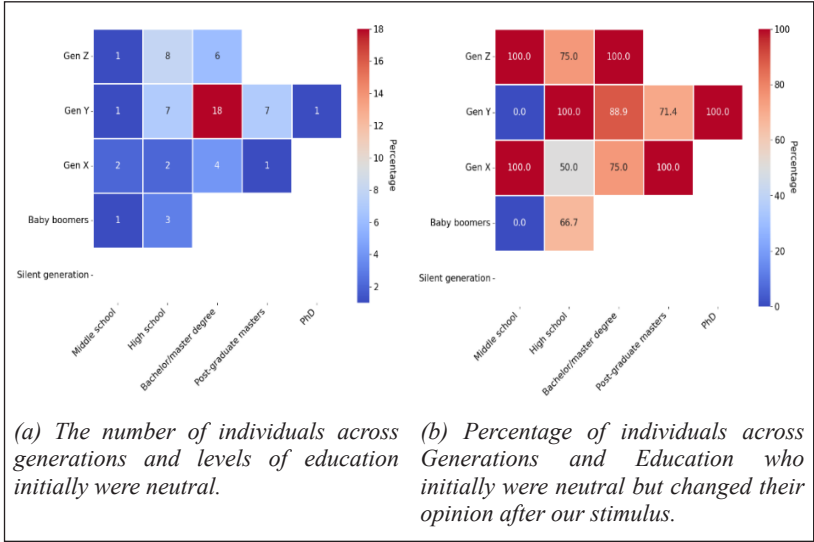 Gen Z
1 8 6
Gen Y
1 7 18 7 1
Gen X
2 2 4 1
Baby boomers
1 3
Silent generation
Middle school
High school
Bachelor/master degree
Post-graduate masters
PhD
18
16
14
12
10
8
6
4
2
Percentage
Gen Z
100.0 75.0 100.0
Gen Y
0.0 100.0 88.9 71.4 100.0
Gen X
100.0 50.0 75.0 100.0
Baby boomers
0.0 66.7
Silent generation
Middle school
High school
Bachelor/master degree
Post-graduate masters
PhD
100
80
60
40
20
0
Percentage
(a) The number of individuals across
generations and levels of education
initially were neutral.
(b) Percentage of individuals across
Generations and Education who
initially were neutral but changed their
opinion after our stimulus.